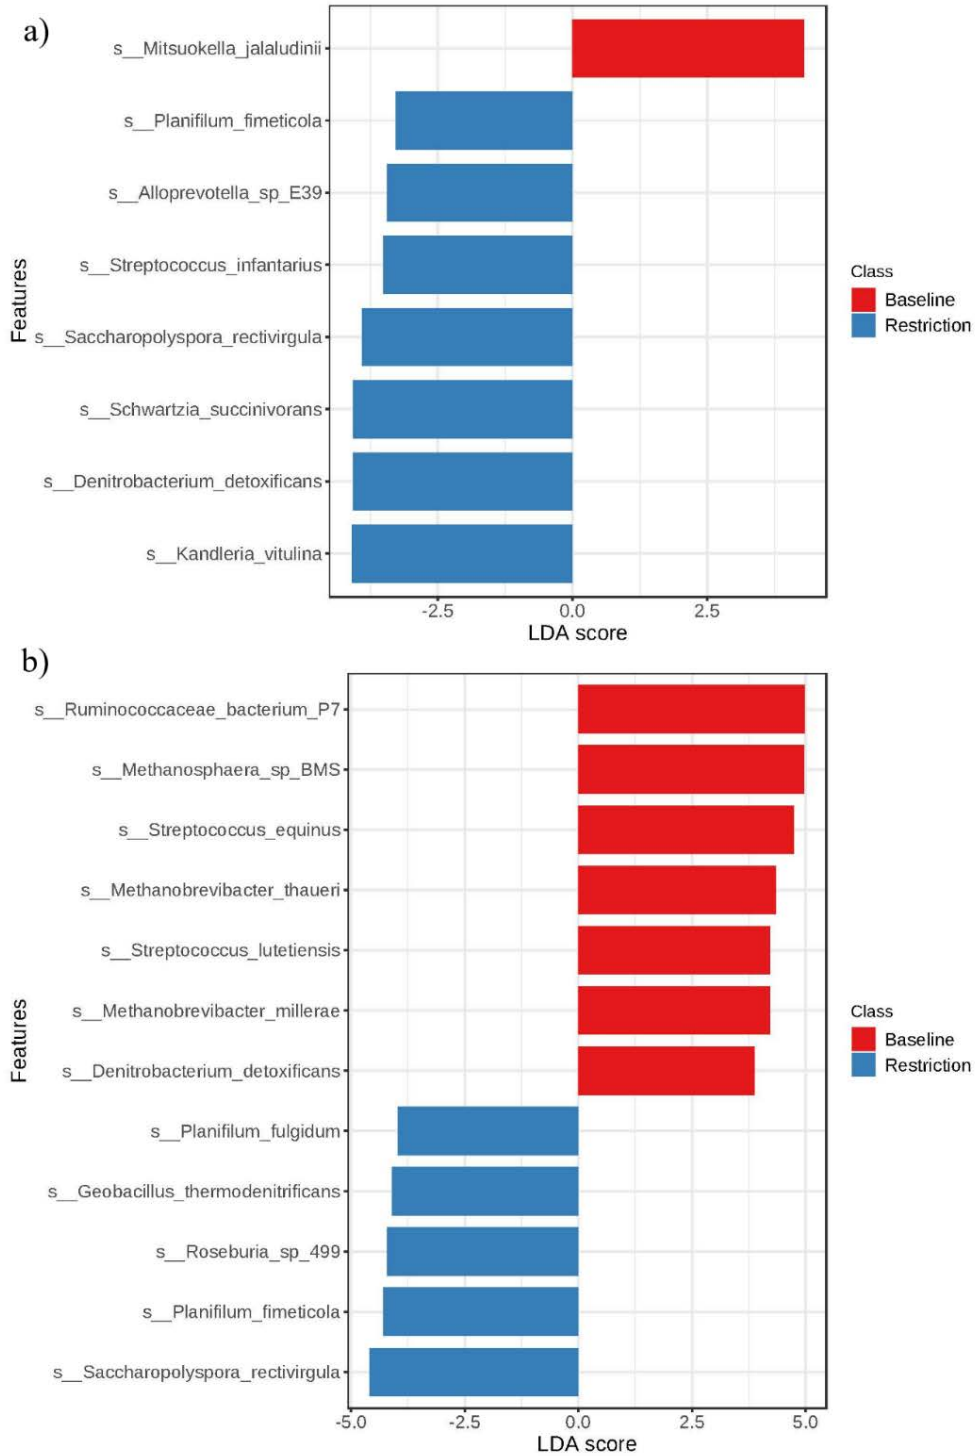 a)
s__Mitsuokella_jalaludinii
s__Planifilum_fimeticola
s__Alloprevotella_sp_E39
s__Streptococcus_infantarius
s__Saccharopolyspora_rectivirgula
s__Schwartzia_succinivorans
s__Denitrobacterium_detoxificans
s__Kandleria_vitulina
Features
-2.5 0.0 2.5
LDA score
Class
Baseline
Restriction
b)
s__Ruminococcaceae_bacterium_P7
s__Methanosphaera_sp_BMS
s__Streptococcus_equinus
s__Methanobrevibacter_thaueri
s__Streptococcus_lutetiensis
s__Methanobrevibacter_millerae
s__Denitrobacterium_detoxificans
s__Planifilum_fulgidum
s__Geobacillus_thermodenitrificans
s__Roseburia_sp_499
s__Planifilum_fimeticola
s__Saccharopolyspora_rectivirgula
Features
-5.0 -2.5 0.0 2.5 5.0
LDA score
Class
Baseline
Restriction